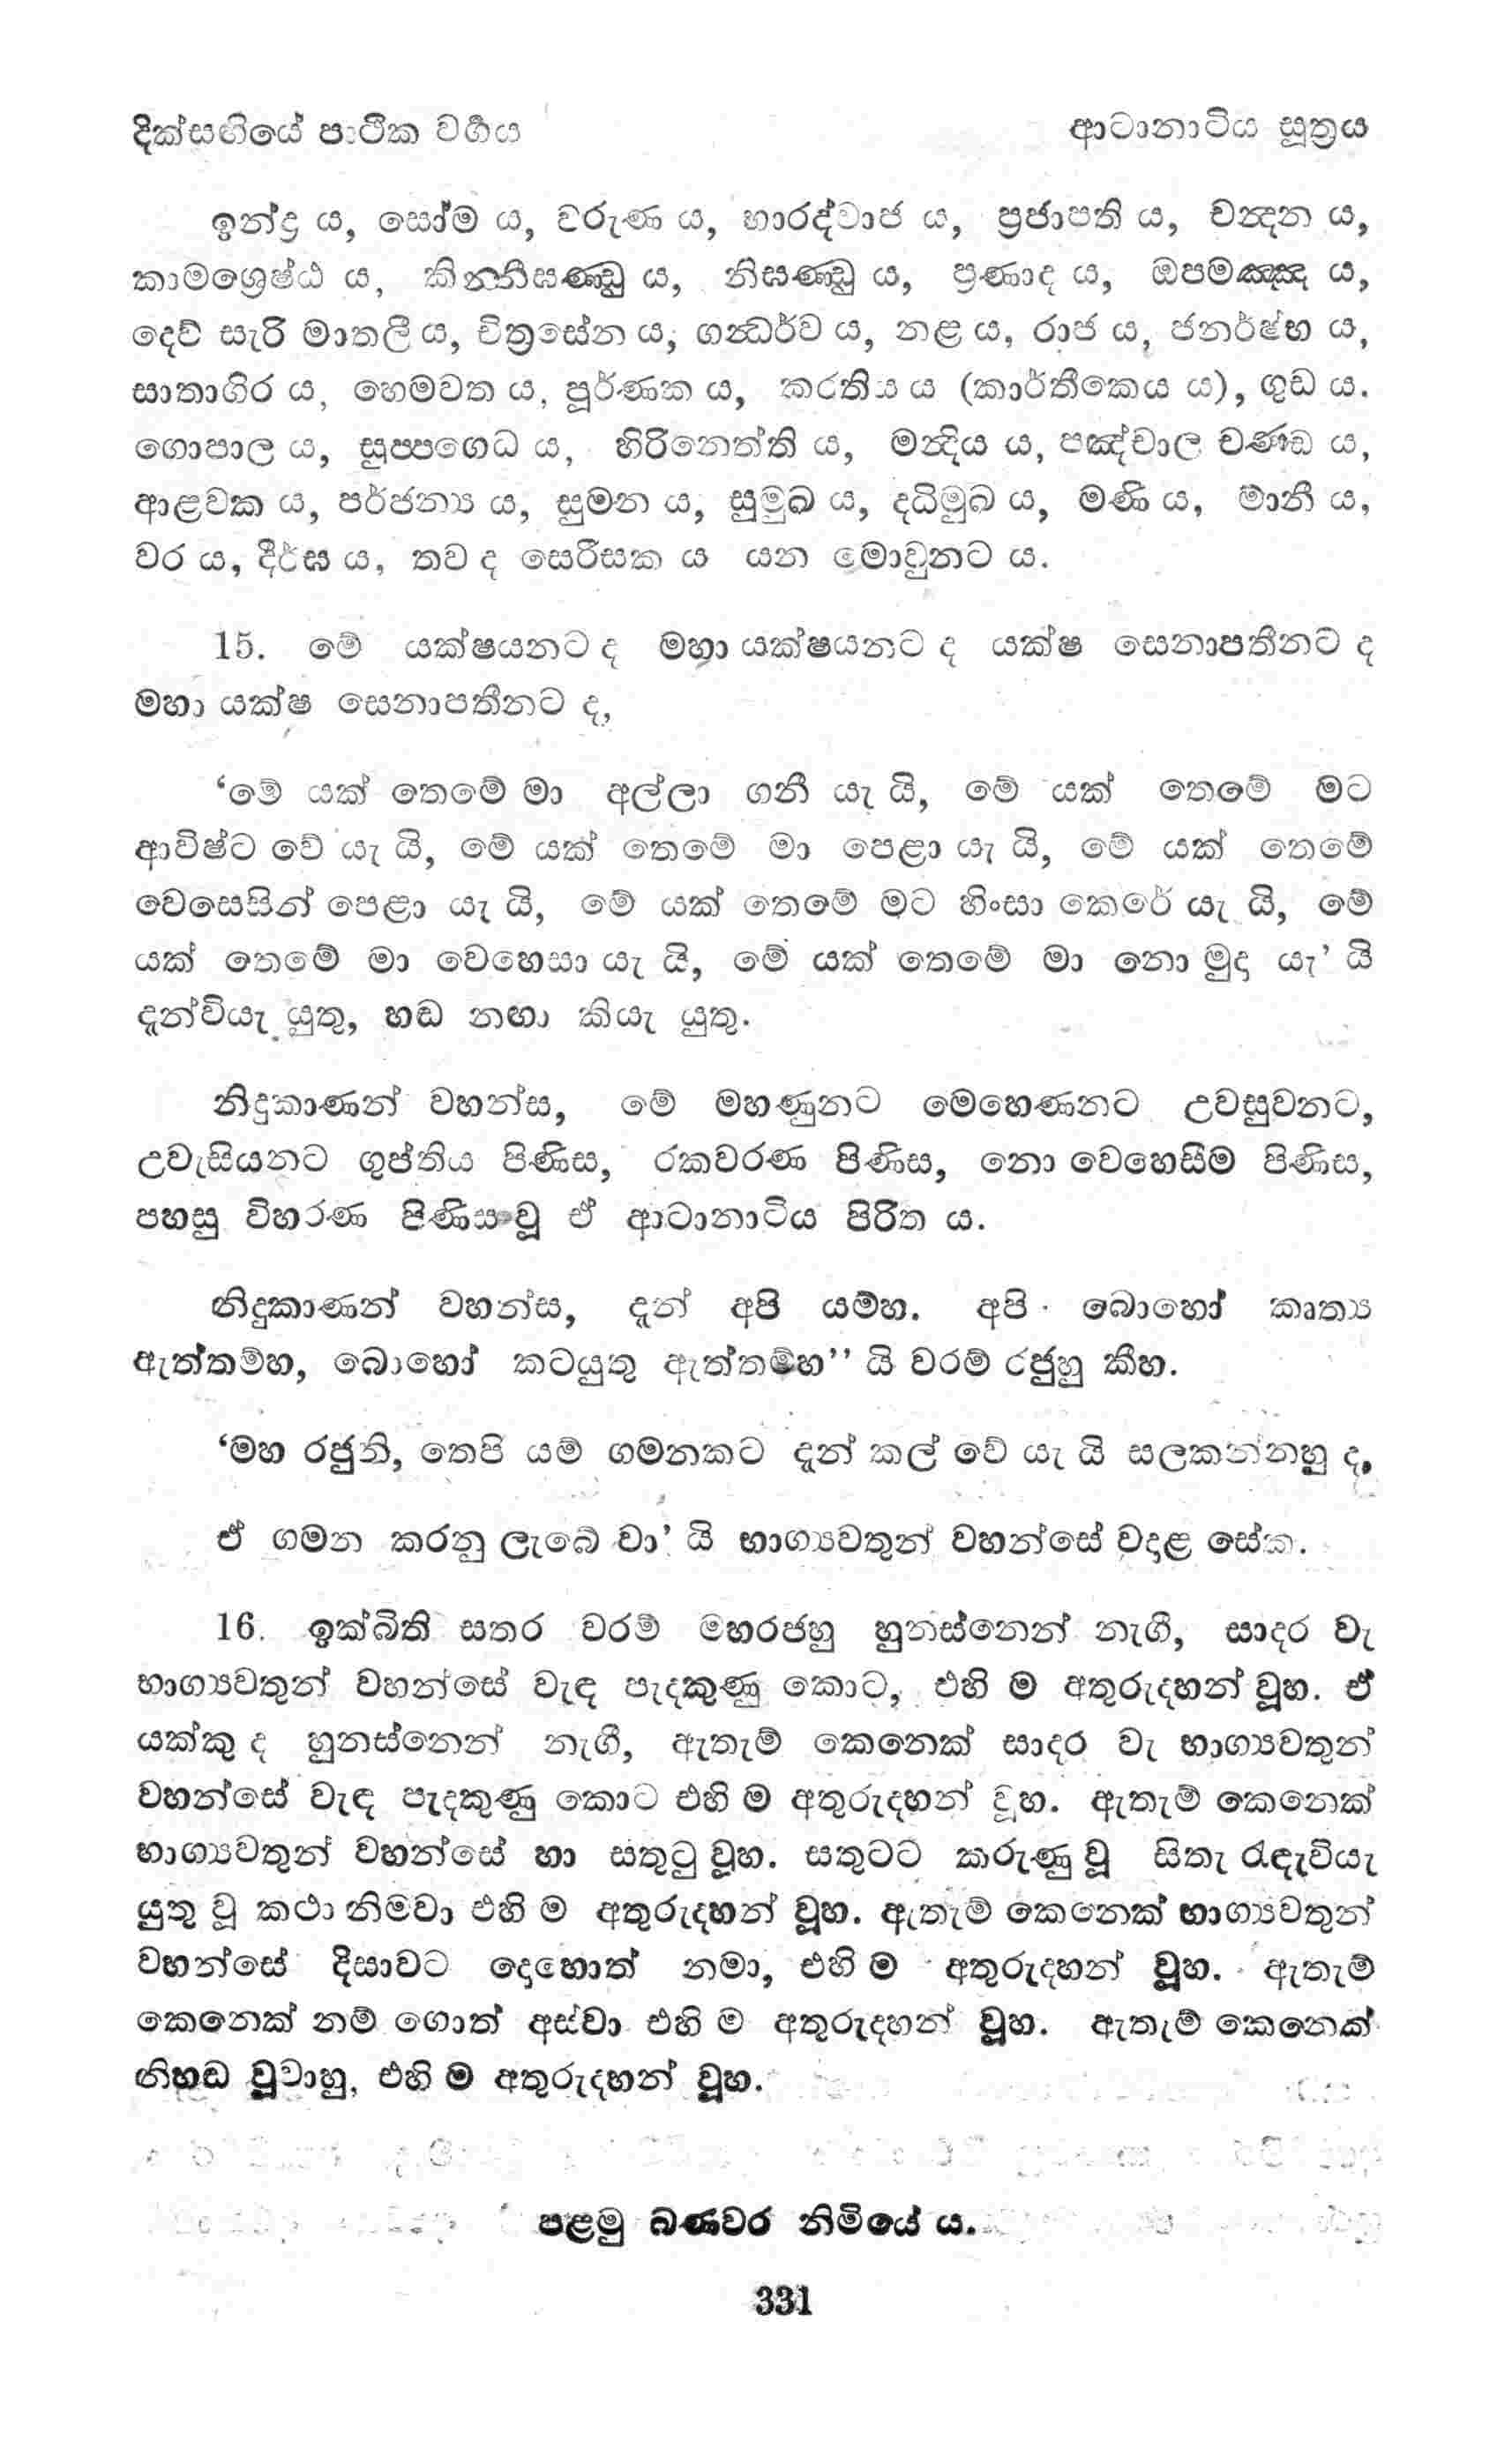 දික්සඟියේ පාථික වර්‍ගය
ආටානාටිය සූත්‍රය
ඉන්ද්‍ර ය, සෝම ය, වරුණ ය, භාරද්වාජ ය, ප්‍රජාපති ය, චන්‍දන ය,
කාමශ්‍රෙෂ්ඨ ය, කින්‍නීඝණ්‍ඩු ය, නිඝණ්‍ඩු ය, ප්‍රණාද ය, ඔපමඤ්‍ඤ ය,
දෙව් සැරි මාතලී ය, චිත්‍රසේන ය, ගන්‍ධර්ව ය, නළ ය, රාජ ය, ජනර්ෂභ ය,
සාතාගිර ය, හෙමවත ය, පූර්ණක ය, කරතිය ය (කාර්තිකෙය ය), ගුඩ ය.
ගොපාල ය, සුප්‍පගෙධ ය, හිරිනෙත්ති ය, මන්‍දිය ය, පඤ්චාල චණ්‍ඩ ය,
ආළවක ය, පර්ජන්‍ය ය, සුමන ය, සුමුඛ ය, දධිමුඛ ය, මණි ය, මානී ය,
වර ය, දීර්ඝ ය, තව ද සෙරිසක ය යන මොවුනට ය.
15. මේ යක්ෂයනට ද මහා යක්ෂයනට ද යක්ෂ සෙනාපතීනට ද
මහා යක්ෂ සෙනාපතීනට ද,
‘මේ යක් තෙමේ මා අල්ලා ගනී යැ යි, මේ යක් තෙමේ මට
ආවිෂ්ට වේ යැ යි, මේ යක් තෙමේ මා පෙළා යැ යි, මේ යක් තෙමේ
වෙසෙසින් පෙළා යැ යි, මේ යක් තෙමේ මට හිංසා කෙරේ යැ යි, මේ
යක් තෙමේ මා වෙහෙසා යැ යි, මේ යක් තෙමේ මා නො මුදා යැ’ යි
දැන්වියැ යුතු, හඬ නඟා කියැ යුතු.
නිදුකාණන් වහන්ස, මේ මහණුනට මෙහෙණනට උවසුවනට,
උවැසියනට ගුප්තිය පිණිස, රකවරණ පිණිස, නො වෙහෙසීම පිණිස,
පහසු විහරණ පිණිස වූ ඒ ආටානාටිය පිරිත ය.
නිදුකාණන් වහන්ස, දැන් අපි යම්හ. අපි බොහෝ කෘත්‍ය
ඇත්තම්හ, බොහෝ කටයුතු ඇත්තම්හ’’ යි වරම් රජුහු කීහ.
‘මහ රජුනි, තෙපි යම් ගමනකට දැන් කල් වේ යැ යි සලකන්නහු ද,
ඒ ගමන කරනු ලැබේ වා’ යි භාග්‍යවතුන් වහන්සේ වදාළ සේක.
16. ඉක්බිති සතර වරම් මහරජහු හුනස්නෙන් නැගී, සාදර වැ
භාග්‍යවතුන් වහන්සේ වැඳ පැදකුණු කොට, එහි ම අතුරුදහන් වූහ. ඒ
යක්කු ද හුනස්නෙන් නැගී, ඇතැම් කෙනෙක් සාදර වැ භාග්‍යවතුන්
වහන්සේ වැඳ පැදකුණු කොට එහි ම අතුරුදහන් වූහ. ඇතැම් කෙනෙක්
භාග්‍යවතුන් වහන්සේ හා සතුටු වූහ. සතුටට කරුණු වූ සිතැ රැඳැවියැ
යුතු වූ කථා නිමවා එහි ම අතුරුදහන් වූහ. ඇතැම් කෙනෙක් භාග්‍යවතුන්
වහන්සේ දිසාවට දොහොත් නමා, එහි ම අතුරුදහන් වූහ. ඇතැම්
කෙනෙක් නම් ගොත් අස්වා එහි ම අතුරුදහන් වූහ. ඇතැම් කෙනෙක්
නිහඬ වූවාහු, එහි ම අතුරුදහන් වූහ.
පළමු බණවර නිමියේ ය.
331